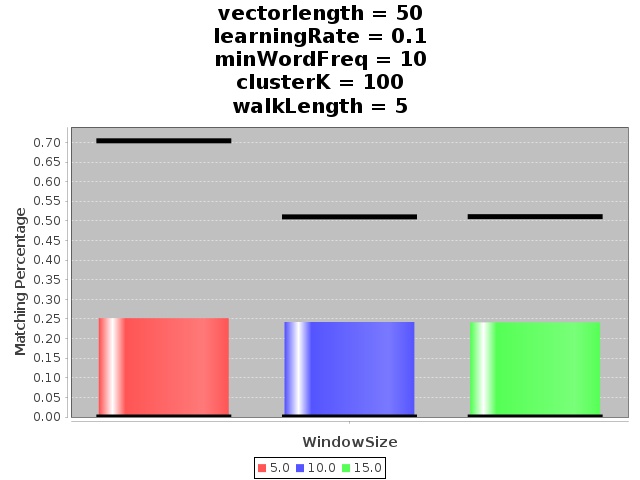 vectorlength = 50
learningRate = 0.1
minWordFreq = 10
clusterK = 100
walkLength = 5
0.70
0.65
0.60
0.55
0.50
0.45
0.40
0.35
0.30
0.25
0.20
0.15
0.10
0.05
0.00
Matching Percentage
WindowSize
5.0 10.0 15.0